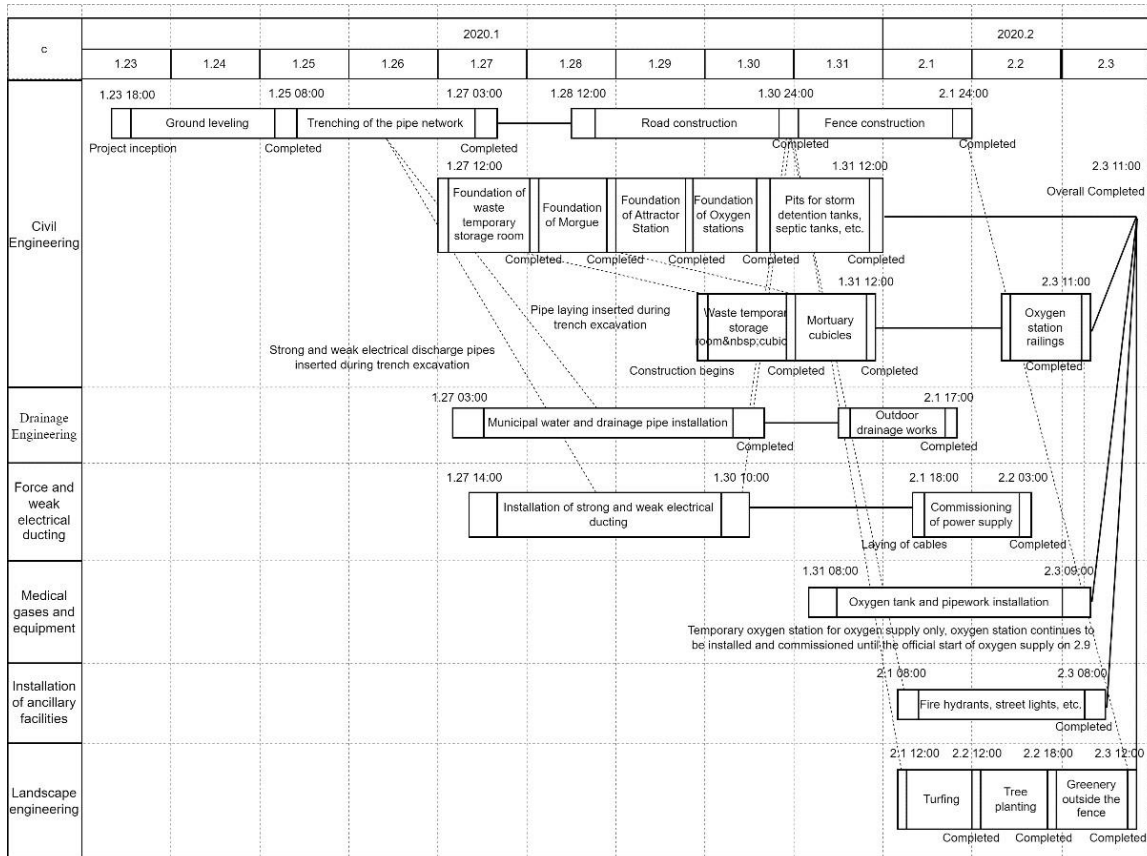 2020.1
2020.2
c
1.23
1.24
1.25
1.26
1.27
1.28
1.29
1.30
1.31
2.1
2.2
2.3
Civil
Engineering
1.23 18:00
1.25 08:00
1.27 03:00
1.28 12:00
1.30 24:00
2.1 24:00
Ground leveling
Trenching of the pipe network
Road construction
Fence construction
Project inception
Completed
Completed
Completed
Completed
1.27 12:00
1.31 12:00
2.3 11:00
Overall Completed
Foundation of
waste
temporary
storage room
Foundation
of Morgue
Foundation
of Attractor
Station
Foundation
of Oxygen
stations
Pits for storm
detention tanks,
septic tanks, etc.
Completed
Completed
Completed
Completed
Completed
1.31 12:00
2.3 11:00
Pipe laying inserted during
trench excavation
Waste temporar
storage
room&nbsp;cubic
Mortuary
cubicles
Oxygen
station
railings
Strong and weak electrical discharge pipes
inserted during trench excavation
Construction begins
Completed
Completed
Completed
Drainage
Engineering
1.27 03:00
2.1 17:00
Municipal water and drainage pipe installation
Outdoor
drainage works
Completed
Completed
Force and
weak
electrical
ducting
1.27 14:00
1.30 10:00
2.1 18:00
2.2 03:00
Installation of strong and weak electrical
ducting
Commissioning
of power supply
Laying of cables
Completed
Medical
gases and
equipment
1.31 08:00
2.3 09:00
Oxygen tank and pipework installation
Temporary oxygen station for oxygen supply only, oxygen station continues to
be installed and commissioned until the official start of oxygen supply on 2.9
Installation
of ancillary
facilities
2.1 08:00
2.3 08:00
Fire hydrants, street lights, etc.
Completed
Landscape
engineering
2.1 12:00
2.2 12:00
2.2 18:00
2.3 12:00
Turfing
Tree
planting
Greenery
outside the
fence
Completed
Completed
Completed